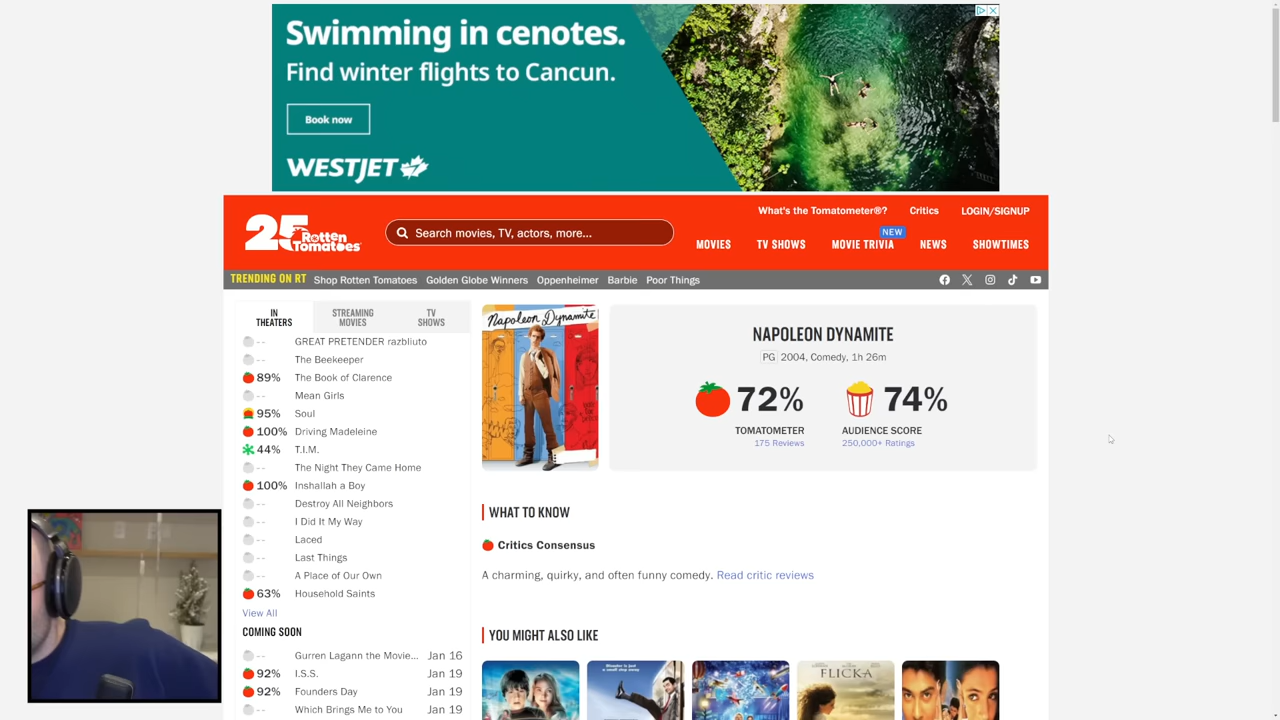 Swimming in cenotes.
Find winter flights to Cancun.
Book now
WESTJET
What's the Tomatometer®?
Critics
LOGIN/SIGNUP
25 Rotten Tomatoes
Search movies, TV, actors, more...
MOVIES
TV SHOWS
NEW
MOVIE TRIVIA
NEWS
SHOWTIMES
TRENDING ON RT
Shop Rotten Tomatoes
Golden Globe Winners
Oppenheimer
Barbie
Poor Things
IN
THEATERS
STREAMING
MOVIES
TV
SHOWS
- - GREAT PRETENDER razbliuto
- - The Beekeeper
89% The Book of Clarence
- - Mean Girls
95% Soul
100% Driving Madeleine
44% T.I.M.
- - The Night They Came Home
100% Inshallah a Boy
- - Destroy All Neighbors
- - I Did It My Way
- - Laced
- - Last Things
- - A Place of Our Own
63% Household Saints
View All
COMING SOON
- - Gurren Lagann the Movie... Jan 16
92% I.S.S. Jan 19
92% Founders Day Jan 19
- - Which Brings Me to You Jan 19
Napoleon Dynamite
NAPOLEON DYNAMITE
PG 2004, Comedy, 1h 26m
72%
TOMATOMETER
175 Reviews
74%
AUDIENCE SCORE
250,000+ Ratings
WHAT TO KNOW
Critics Consensus
A charming, quirky, and often funny comedy. Read critic reviews
YOU MIGHT ALSO LIKE
FLICKA